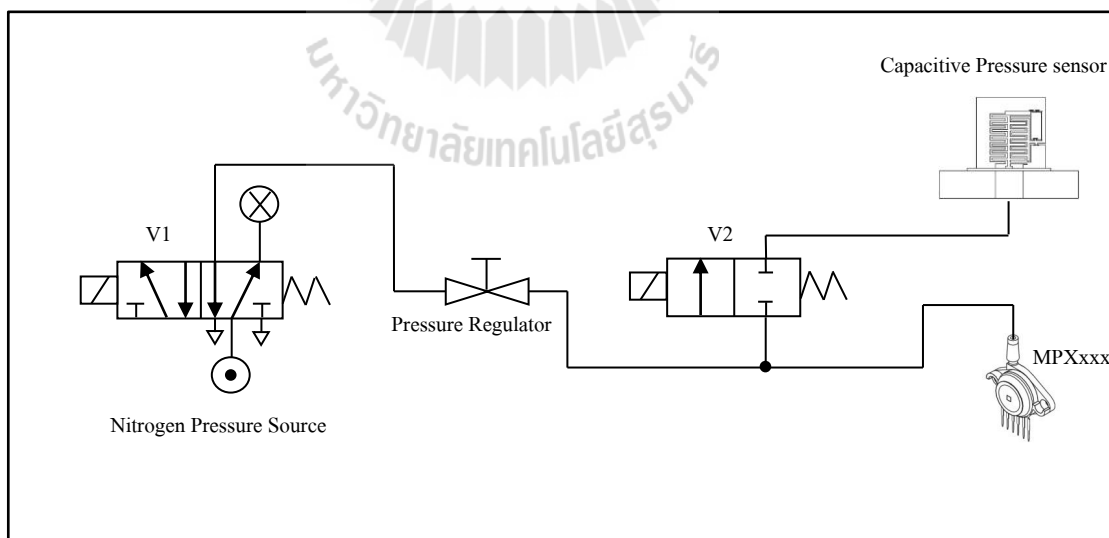 มหาวิทยาลัยเทคโนโลยีสุรนารี
Capacitive Pressure sensor
V1
V2
Pressure Regulator
MPXxxx
Nitrogen Pressure Source